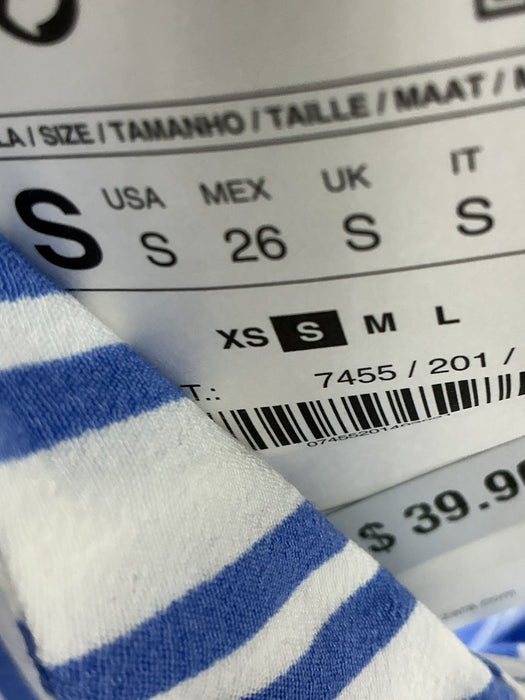 LA / SIZE / TAMANHO / TAILLE / MAAT /
S USA MEX UK IT
S 26 S S
XS S M L
T.: 7455 / 201 /
$ 39.9